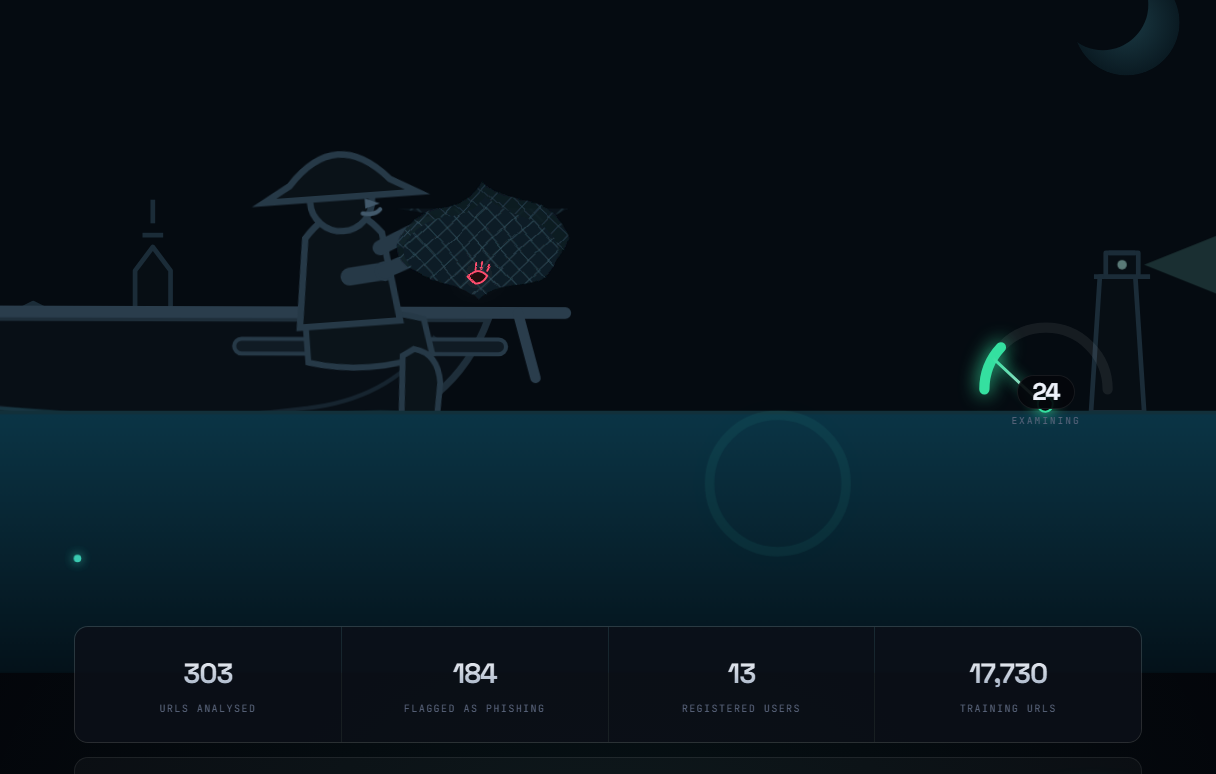 24
EXAMINING
303
184
13
17,730
URLS ANALYSED
FLAGGED AS PHISHING
REGISTERED USERS
TRAINING URLS